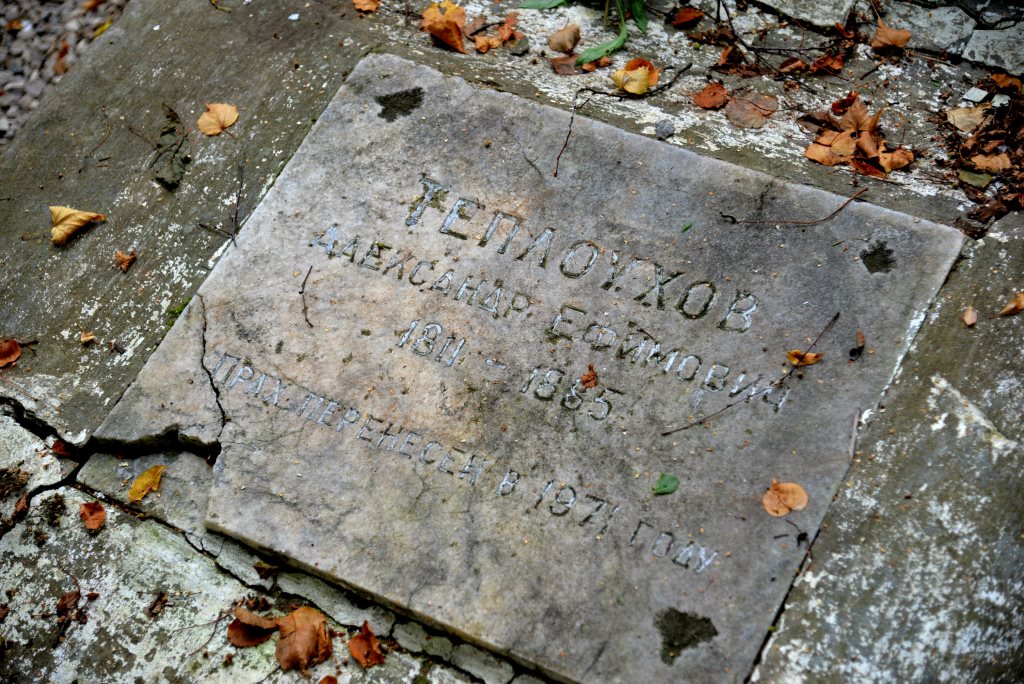 ТЕПЛОУХОВ
АЛЕКСАНДР ЕФИМОВИЧ
1811 - 1885
ПРАХ ПЕРЕНЕСЕН В 1971 ГОДУ